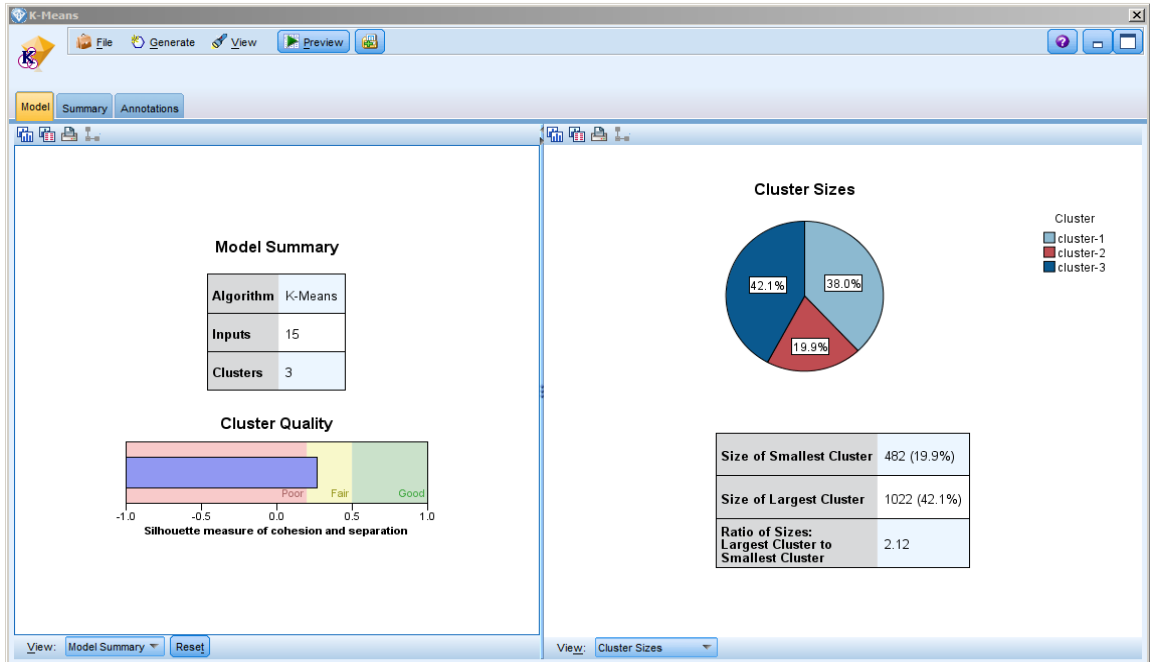 K-Means
File Generate View Preview
Model Summary Annotations
Model Summary
Algorithm K-Means
Inputs 15
Clusters 3
Cluster Quality
Poor Fair Good
-1.0 -0.5 0.0 0.5 1.0
Silhouette measure of cohesion and separation
View: Model Summary Reset
Cluster Sizes
42.1% 38.0%
19.9%
Cluster
cluster-1
cluster-2
cluster-3
Size of Smallest Cluster 482 (19.9%)
Size of Largest Cluster 1022 (42.1%)
Ratio of Sizes:
Largest Cluster to
Smallest Cluster 2.12
View: Cluster Sizes